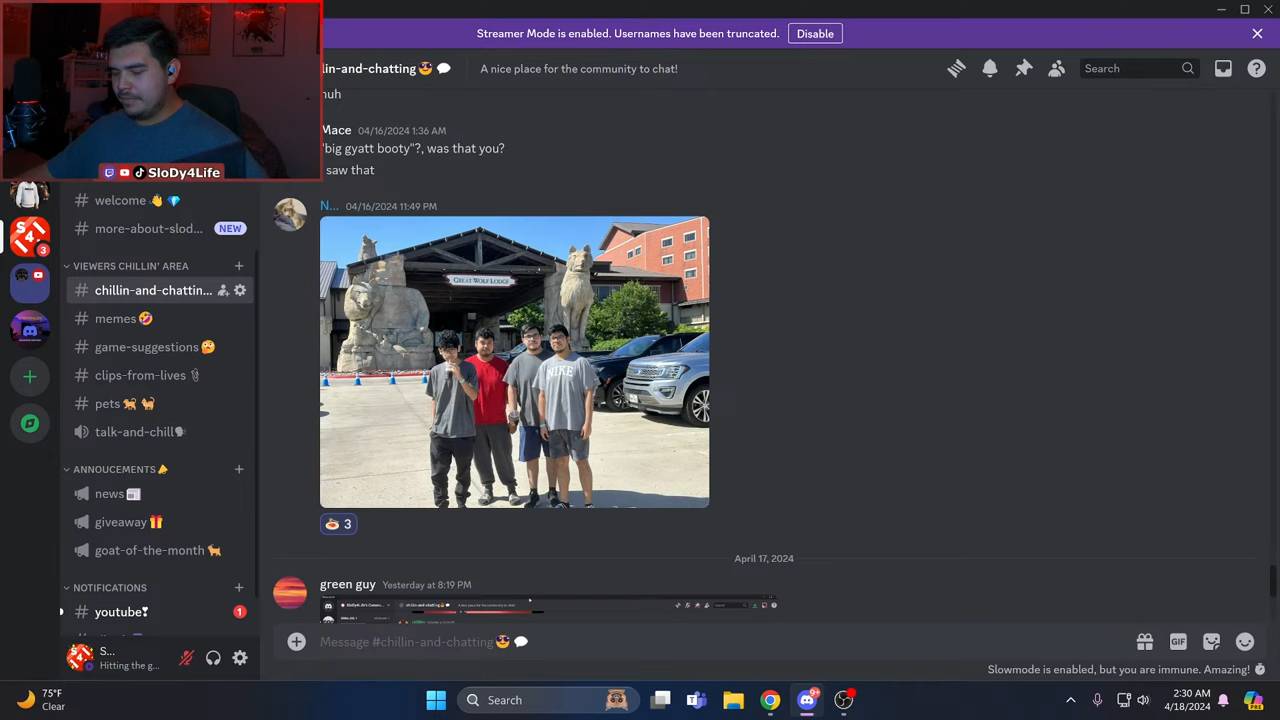 Streamer Mode is enabled. Usernames have been truncated.
Disable
lin-and-chatting😎💬
A nice place for the community to chat!
Search
huh
Mace 04/16/2024 1:36 AM
"big gyatt booty"?, was that you?
saw that
SloDy4Life
welcome👋💎
more-about-slod...
NEW
VIEWERS CHILLIN' AREA
chillin-and-chattin...
memes🤣
game-suggestions🤔
clips-from-lives📎
pets🐕🐈
talk-and-chill🗣
ANNOUCEMENTS📣
news📰
giveaway🎁
goat-of-the-month🐐
NOTIFICATIONS
youtube❣
1
N... 04/16/2024 11:49 PM
GREAT WOLF LODGE
NIKE
3
April 17, 2024
green guy Yesterday at 8:19 PM
Message #chillin-and-chatting😎💬
GIF
Slowmode is enabled, but you are immune. Amazing!
S...
Hitting the g...
75°F
Clear
Search
2:30 AM
4/18/2024